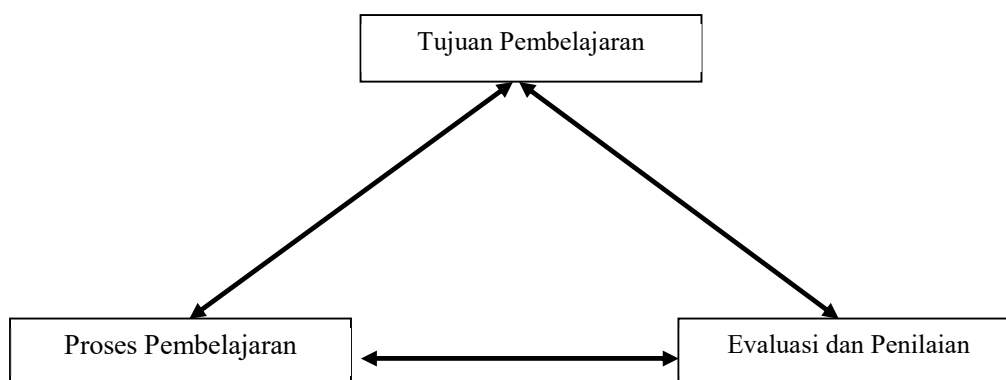 Tujuan Pembelajaran
Proses Pembelajaran
Evaluasi dan Penilaian